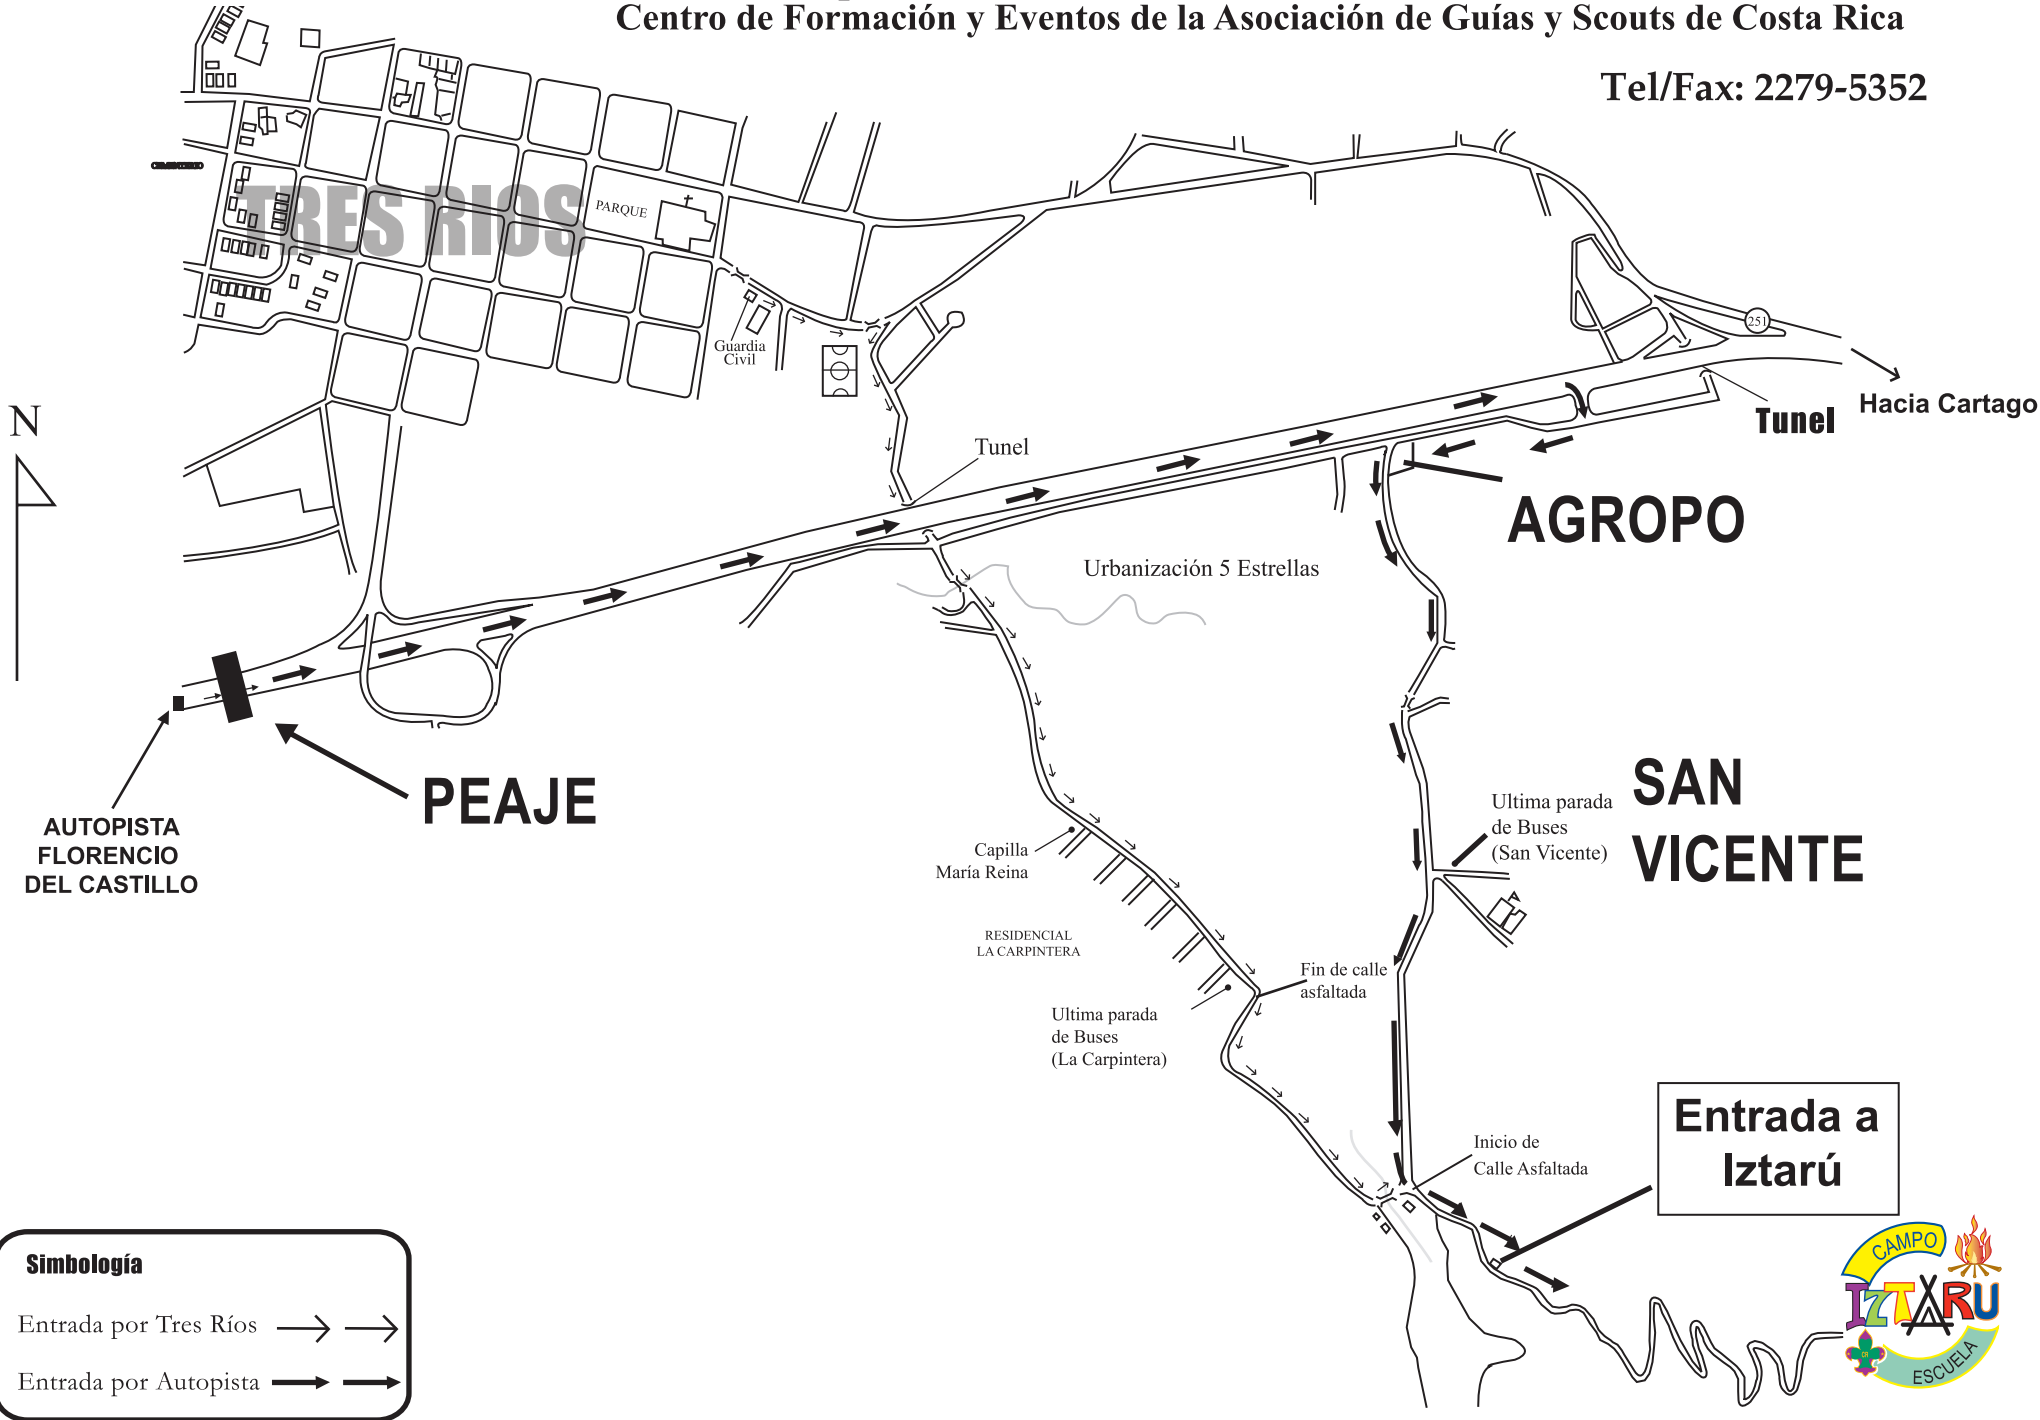 Centro de Formación y Eventos de la Asociación de Guías y Scouts de Costa Rica
Tel/Fax: 2279-5352
CEMENTERIO
TRES RIOS
PARQUE
Guardia
Civil
251
Hacia Cartago
Tunel
N
Tunel
AGROPO
Urbanización 5 Estrellas
PEAJE
AUTOPISTA
FLORENCIO
DEL CASTILLO
SAN
VICENTE
Ultima parada
de Buses
(San Vicente)
Capilla
María Reina
RESIDENCIAL
LA CARPINTERA
Fin de calle
asfaltada
Ultima parada
de Buses
(La Carpintera)
Entrada a
Iztarú
Inicio de
Calle Asfaltada
Simbología
Entrada por Tres Ríos
Entrada por Autopista
CAMPO
IZTARU
CR
ESCUELA